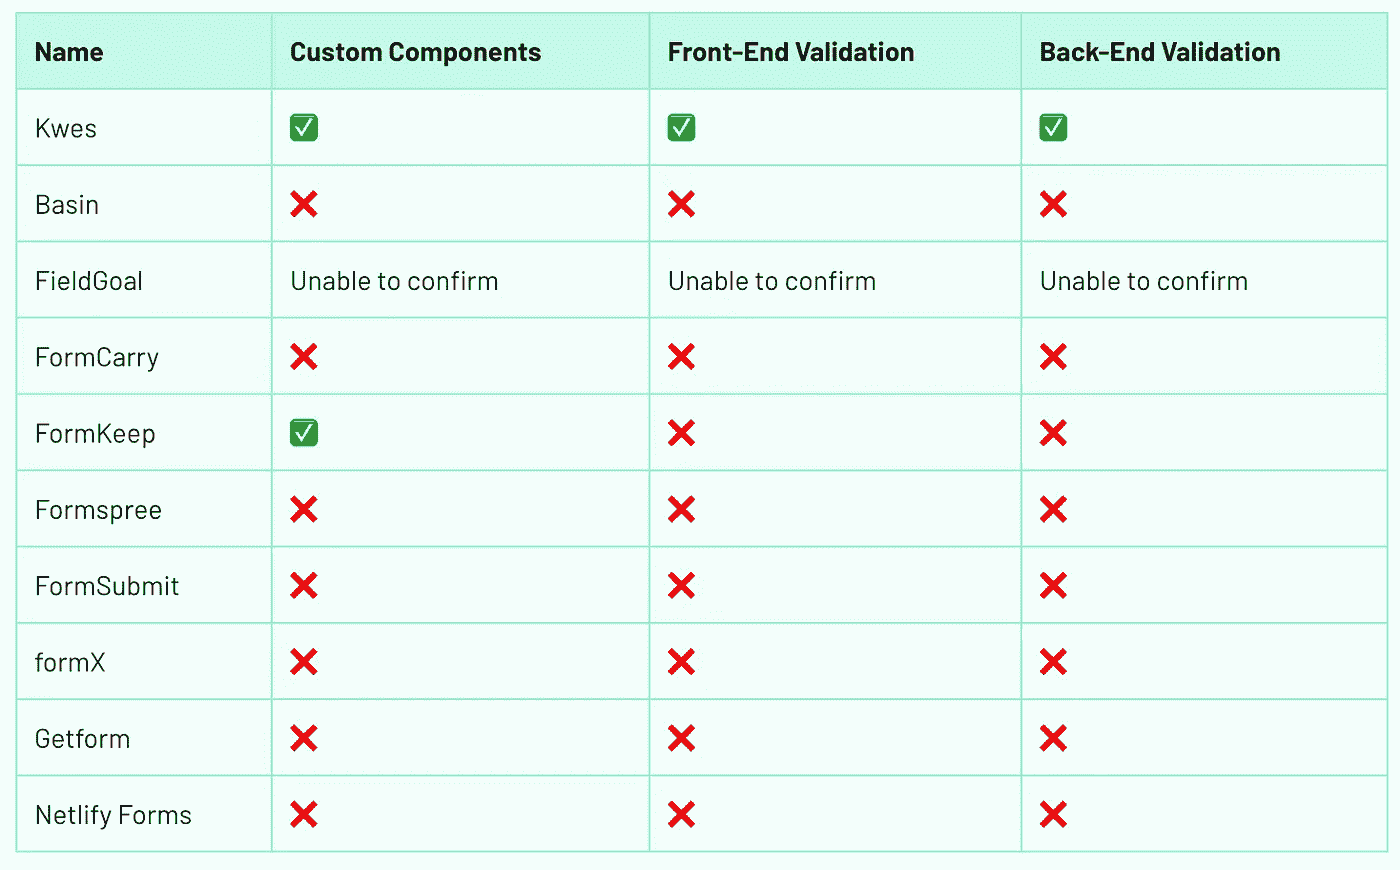 Name Custom Components Front-End Validation Back-End Validation
Kwes ✅ ✅ ✅
Basin ❌ ❌ ❌
FieldGoal Unable to confirm Unable to confirm Unable to confirm
FormCarry ❌ ❌ ❌
FormKeep ✅ ❌ ❌
Formspree ❌ ❌ ❌
FormSubmit ❌ ❌ ❌
formX ❌ ❌ ❌
Getform ❌ ❌ ❌
Netlify Forms ❌ ❌ ❌